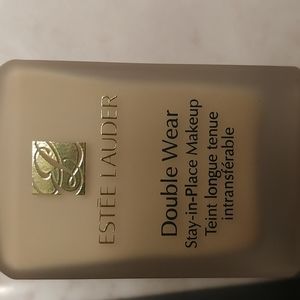 ESTĒE LAUDER
Double Wear
Stay-in-Place Makeup
Teint longue tenue
intransférable